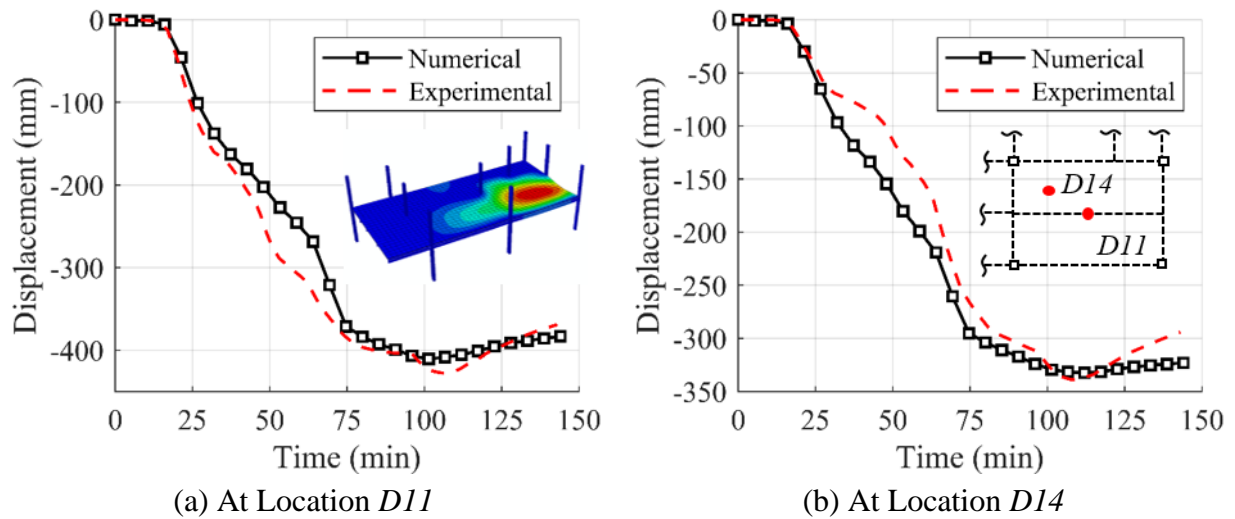 0
-100
-200
-300
-400
Displacement (mm)
Numerical
Experimental
0 25 50 75 100 125 150
Time (min)
(a) At Location D11
0
-50
-100
-150
-200
-250
-300
-350
Displacement (mm)
Numerical
Experimental
D14
D11
0 25 50 75 100 125 150
Time (min)
(b) At Location D14